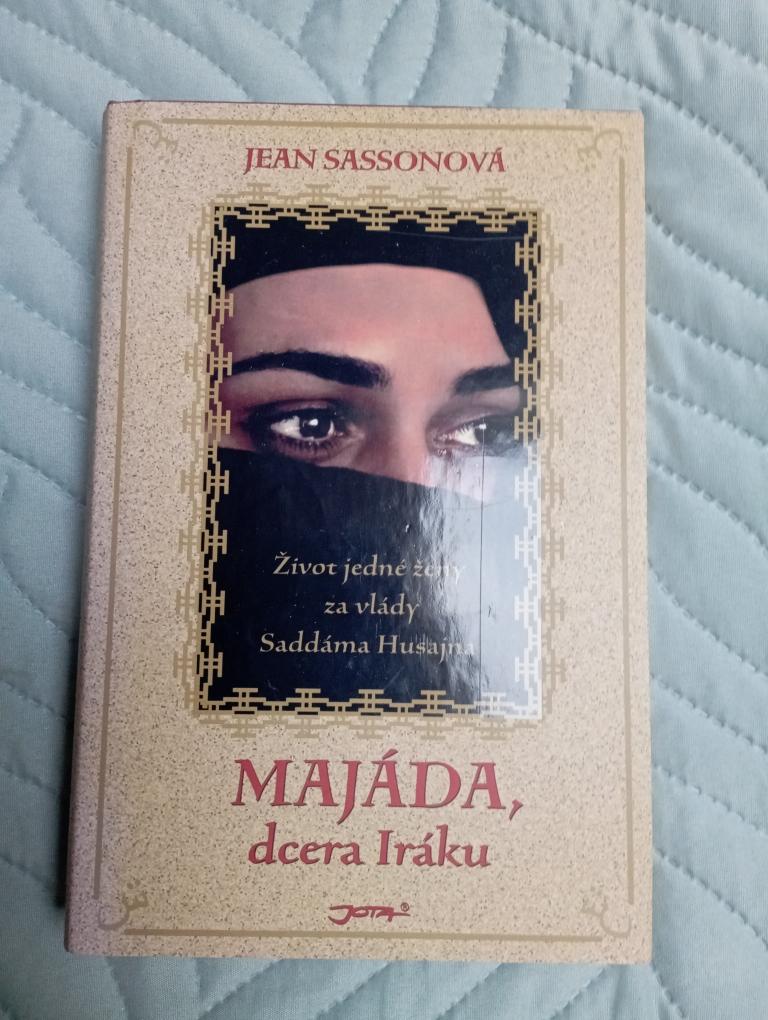 JEAN SASSONOVÁ
Život jedné ženy
za vlády
Saddáma Husajna
MAJÁDA,
dcera Iráku
JOTA®